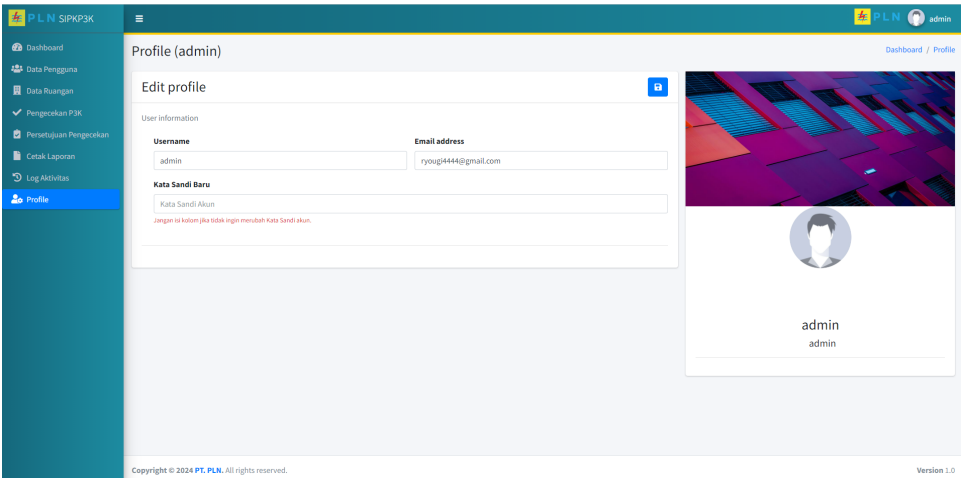 PLN SIPKP3K
PLN admin
Dashboard
Data Pengguna
Data Ruangan
Pengecekan P3K
Persetujuan Pengecekan
Cetak Laporan
Log Aktivitas
Profile
Profile (admin)
Dashboard / Profile
Edit profile
User information
Username
Email address
admin
ryougi4444@gmail.com
Kata Sandi Baru
Kata Sandi Akun
Jangan isi kolom jika tidak ingin merubah Kata Sandi akun.
admin
admin
Copyright © 2024 PT. PLN. All rights reserved.
Version 1.0